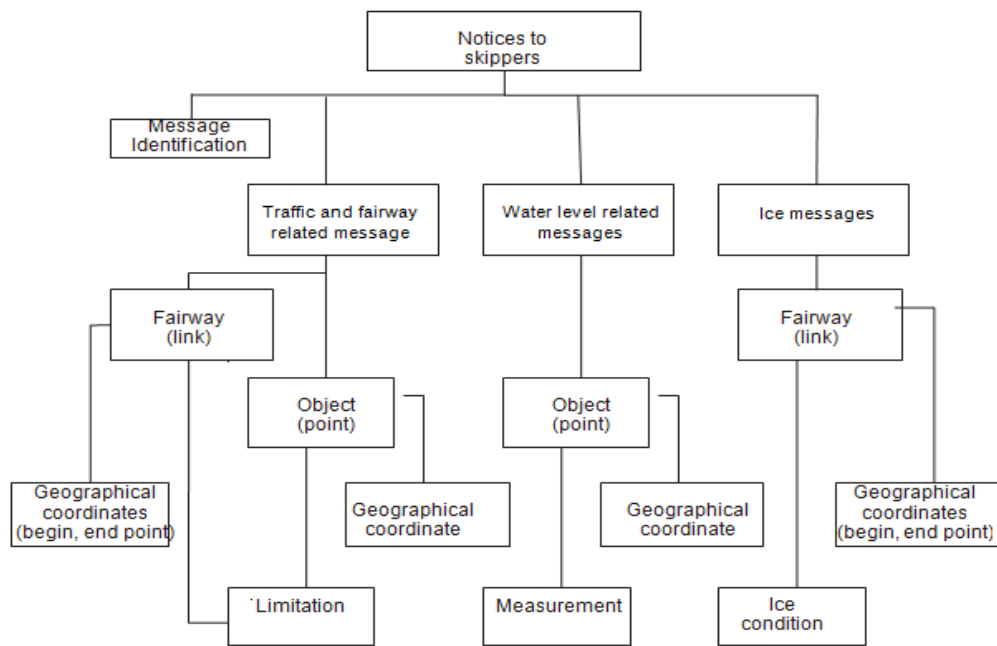 Notices to
skippers
Message
Identification
Traffic and fairway
related message
Water level related
messages
Ice messages
Fairway
(link)
Fairway
(link)
Object
(point)
Object
(point)
Geographical
coordinates
(begin, end point)
Geographical
coordinate
Geographical
coordinate
Geographical
coordinates
(begin, end point)
Limitation
Measurement
Ice
condition